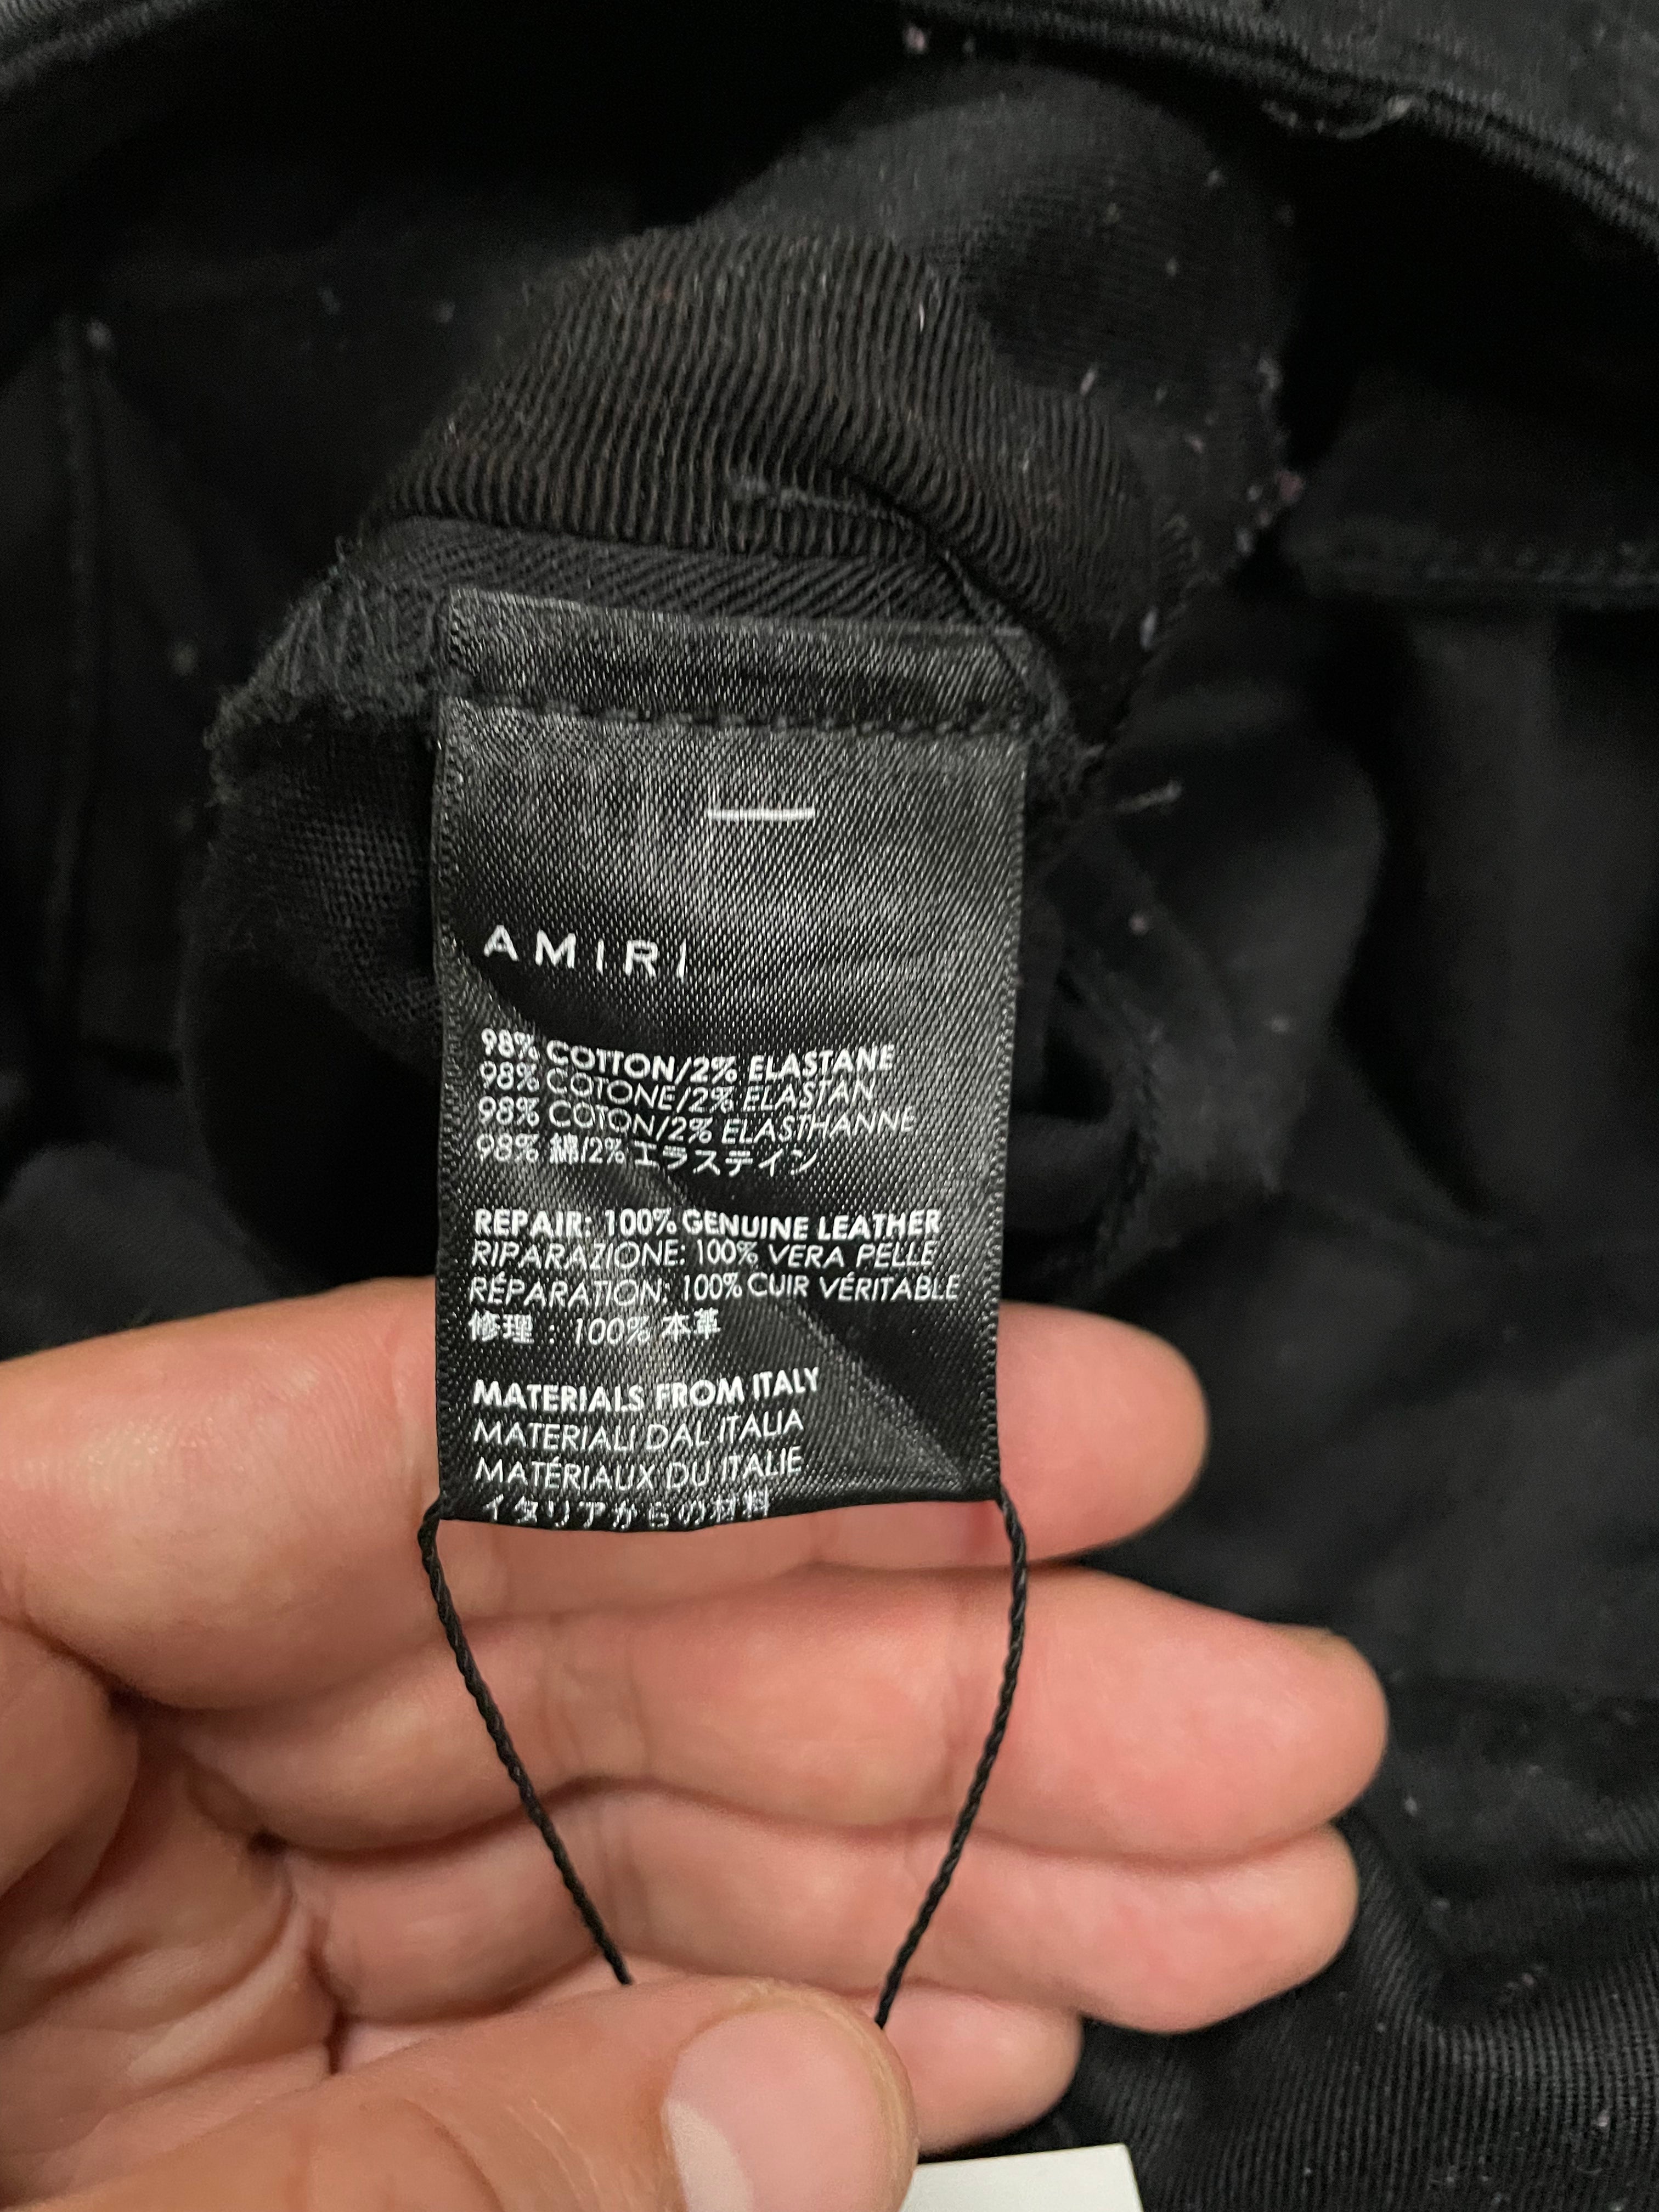 AMIRI
98% COTTON/2% ELASTANE
98% COTONE/2% ELASTAN
98% COTON/2% ELASTHANNE
98% 綿/2% エラステイン
REPAIR: 100% GENUINE LEATHER
RIPARAZIONE: 100% VERA PELLE
RÉPARATION: 100% CUIR VÉRITABLE
修理 : 100% 本革
MATERIALS FROM ITALY
MATERIALI DAL ITALIA
MATÉRIAUX DU ITALIE
イタリアからの材料